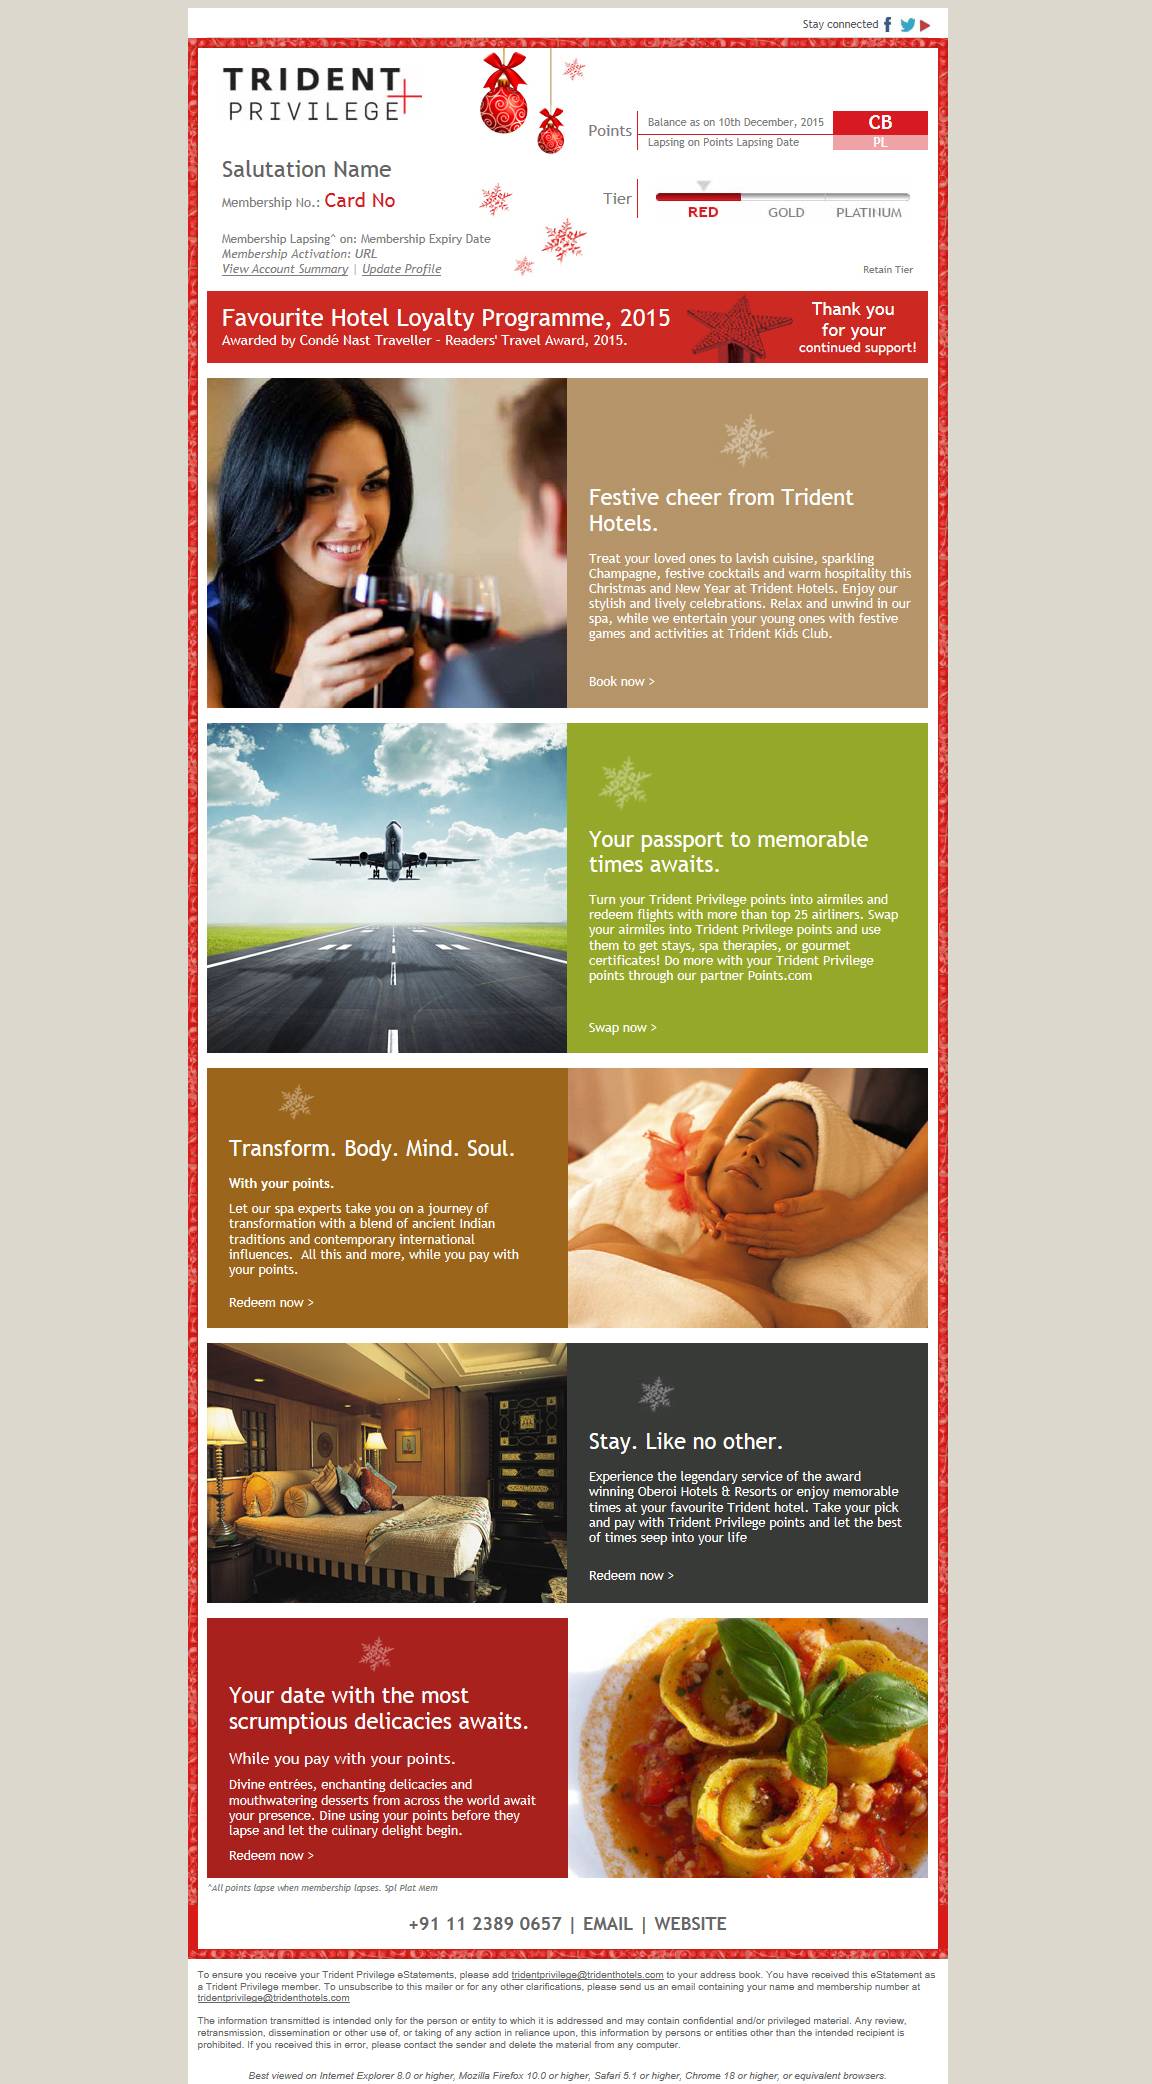 Stay connected
TRIDENT
PRIVILEGE
Points
Balance as on 10th December, 2015
CB
Lapsing on Points Lapsing Date
PL
Salutation Name
Membership No.: Card No
Tier
RED
GOLD
PLATINUM
Membership Lapsing^ on: Membership Expiry Date
Membership Activation: URL
View Account Summary | Update Profile
Retain Tier
Favourite Hotel Loyalty Programme, 2015
Awarded by Condé Nast Traveller - Readers' Travel Award, 2015.
Thank you
for your
continued support!
Festive cheer from Trident
Hotels.
Treat your loved ones to lavish cuisine, sparkling
Champagne, festive cocktails and warm hospitality this
Christmas and New Year at Trident Hotels. Enjoy our
stylish and lively celebrations. Relax and unwind in our
spa, while we entertain your young ones with festive
games and activities at Trident Kids Club.
Book now >
Your passport to memorable
times awaits.
Turn your Trident Privilege points into airmiles and
redeem flights with more than top 25 airliners. Swap
your airmiles into Trident Privilege points and use
them to get stays, spa therapies, or gourmet
certificates! Do more with your Trident Privilege
points through our partner Points.com
Swap now >
Transform. Body. Mind. Soul.
With your points.
Let our spa experts take you on a journey of
transformation with a blend of ancient Indian
traditions and contemporary international
influences.  All this and more, while you pay with
your points.
Redeem now >
Stay. Like no other.
Experience the legendary service of the award
winning Oberoi Hotels & Resorts or enjoy memorable
times at your favourite Trident hotel. Take your pick
and pay with Trident Privilege points and let the best
of times seep into your life
Redeem now >
Your date with the most
scrumptious delicacies awaits.
While you pay with your points.
Divine entrées, enchanting delicacies and
mouthwatering desserts from across the world await
your presence. Dine using your points before they
lapse and let the culinary delight begin.
Redeem now >
^All points lapse when membership lapses. Spl Plat Mem
+91 11 2389 0657 | EMAIL | WEBSITE
To ensure you receive your Trident Privilege eStatements, please add tridentprivilege@tridenthotels.com to your address book. You have received this eStatement as
a Trident Privilege member. To unsubscribe to this mailer or for any other clarifications, please send us an email containing your name and membership number at
tridentprivilege@tridenthotels.com
The information transmitted is intended only for the person or entity to which it is addressed and may contain confidential and/or privileged material. Any review,
retransmission, dissemination or other use of, or taking of any action in reliance upon, this information by persons or entities other than the intended recipient is
prohibited. If you received this in error, please contact the sender and delete the material from any computer.
Best viewed on Internet Explorer 8.0 or higher, Mozilla Firefox 10.0 or higher, Safari 5.1 or higher, Chrome 18 or higher, or equivalent browsers.